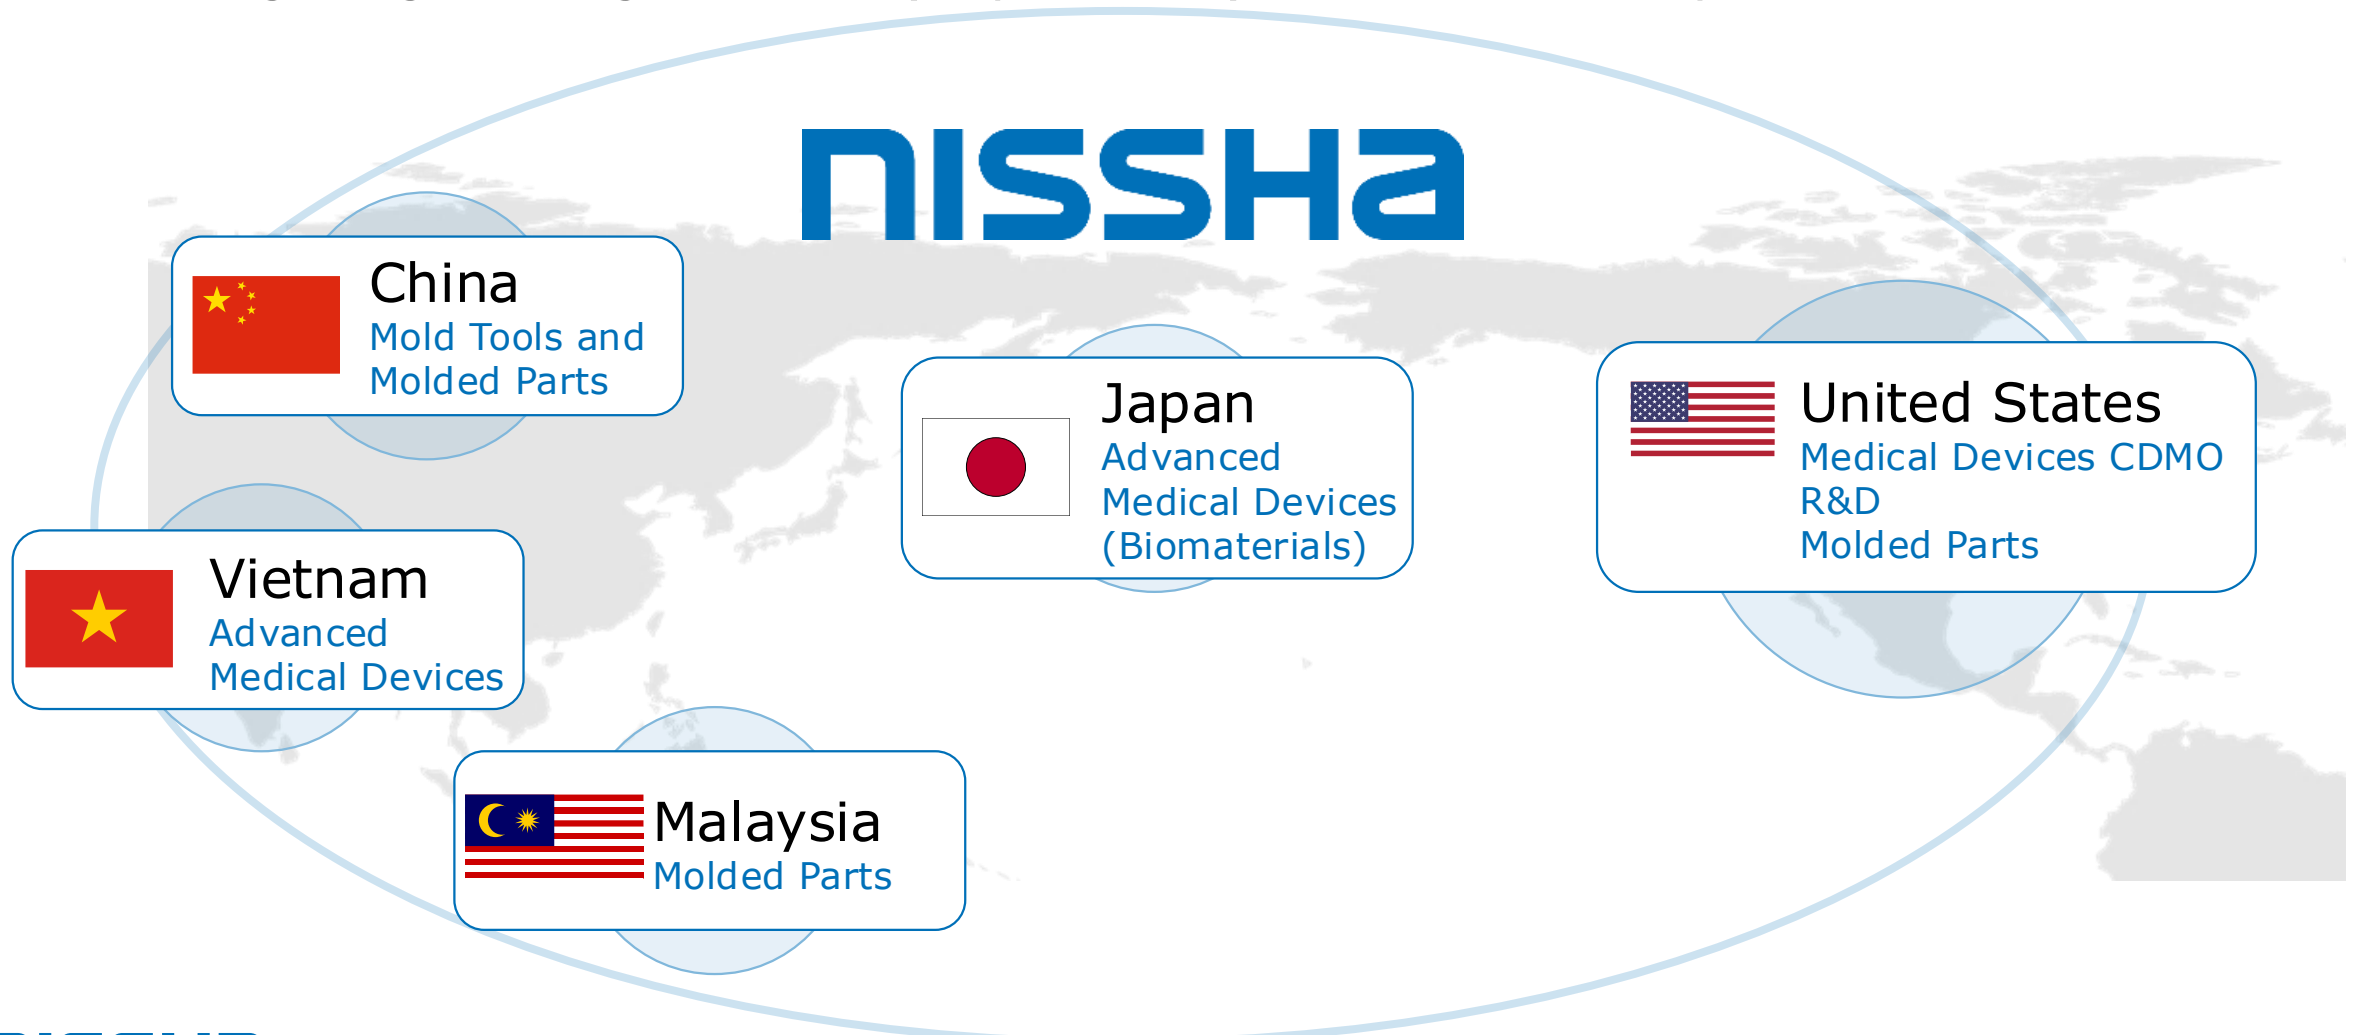 NISSHA
China
Mold Tools and
Molded Parts
Japan
Advanced
Medical Devices
(Biomaterials)
United States
Medical Devices CDMO
R&D
Molded Parts
Vietnam
Advanced
Medical Devices
Malaysia
Molded Parts